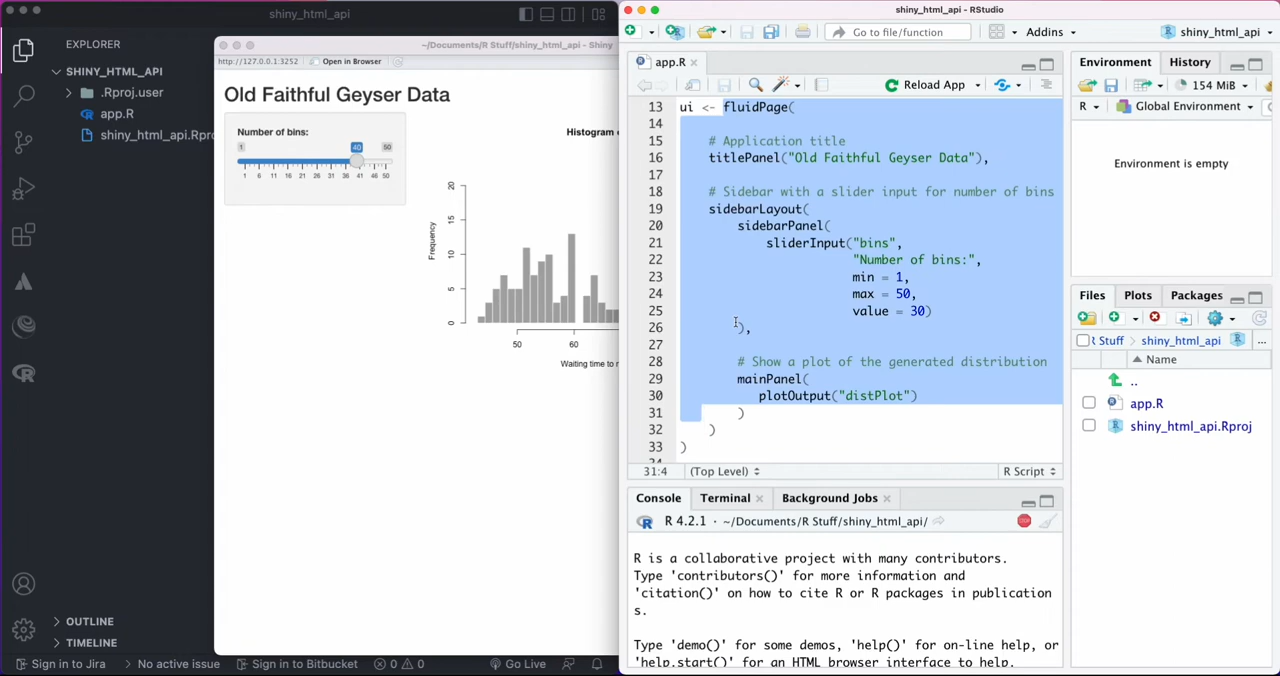 shiny_html_api
EXPLORER
SHINY_HTML_API
.Rproj.user
app.R
shiny_html_api.Rpro
OUTLINE
TIMELINE
Sign in to Jira
No active issue
Sign in to Bitbucket
0
0
Go Live
~/Documents/R Stuff/shiny_html_api - Shiny
http://127.0.0.1:3252
Open in Browser
Old Faithful Geyser Data
Number of bins:
1
40
50
1 6 11 16 21 26 31 36 41 46 50
Histogram o
Frequency
20
15
10
5
0
50
60
Waiting time to n
shiny_html_api - RStudio
Go to file/function
Addins
shiny_html_api
app.R
Reload App
13 ui <- fluidPage(
14
15 # Application title
16 titlePanel("Old Faithful Geyser Data"),
17
18 # Sidebar with a slider input for number of bins
19 sidebarLayout(
20 sidebarPanel(
21 sliderInput("bins",
22 "Number of bins:",
23 min = 1,
24 max = 50,
25 value = 30)
26 ),
27
28 # Show a plot of the generated distribution
29 mainPanel(
30 plotOutput("distPlot")
31 )
32 )
33 )
31:4
(Top Level)
R Script
Console
Terminal
Background Jobs
R 4.2.1 · ~/Documents/R Stuff/shiny_html_api/
R is a collaborative project with many contributors.
Type 'contributors()' for more information and
'citation()' on how to cite R or R packages in publication
s.
Type 'demo()' for some demos, 'help()' for on-line help, or
'help.start()' for an HTML browser interface to help.
Environment
History
154 MiB
R
Global Environment
Environment is empty
Files
Plots
Packages
Stuff
shiny_html_api
...
Name
..
app.R
shiny_html_api.Rproj